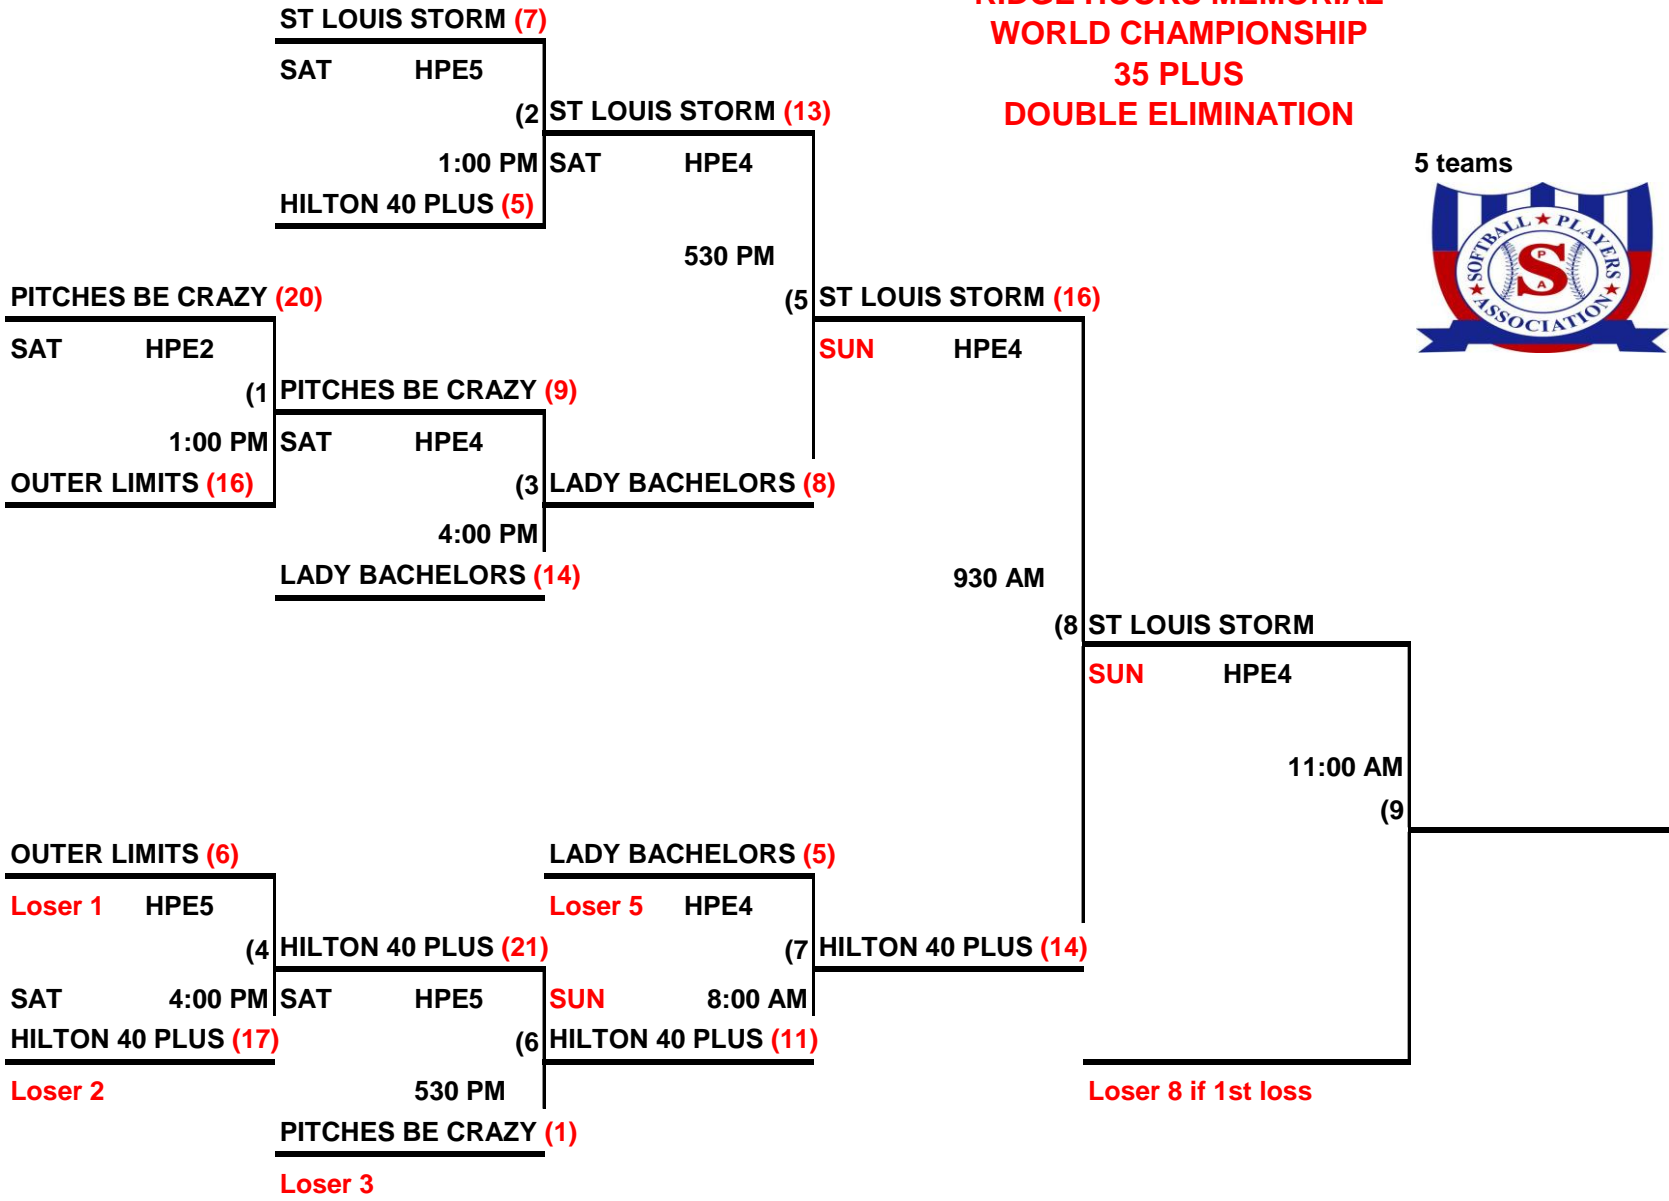 RIDGE HOOKS MEMORIAL
WORLD CHAMPIONSHIP
35 PLUS
DOUBLE ELIMINATION
5 teams
SOFTBALL PLAYERS
P
S
A
ASSOCIATION
ST LOUIS STORM (7)
SAT HPE5
(2 ST LOUIS STORM (13)
1:00 PM SAT HPE4
HILTON 40 PLUS (5)
530 PM
PITCHES BE CRAZY (20)
(5 ST LOUIS STORM (16)
SAT HPE2
SUN HPE4
(1 PITCHES BE CRAZY (9)
1:00 PM SAT HPE4
OUTER LIMITS (16)
(3 LADY BACHELORS (8)
4:00 PM
LADY BACHELORS (14)
930 AM
(8 ST LOUIS STORM
SUN HPE4
11:00 AM
(9
OUTER LIMITS (6)
LADY BACHELORS (5)
Loser 1 HPE5
Loser 5 HPE4
(4 HILTON 40 PLUS (21)
(7 HILTON 40 PLUS (14)
SAT 4:00 PM SAT HPE5
SUN 8:00 AM
HILTON 40 PLUS (17)
(6 HILTON 40 PLUS (11)
Loser 2
530 PM
Loser 8 if 1st loss
PITCHES BE CRAZY (1)
Loser 3